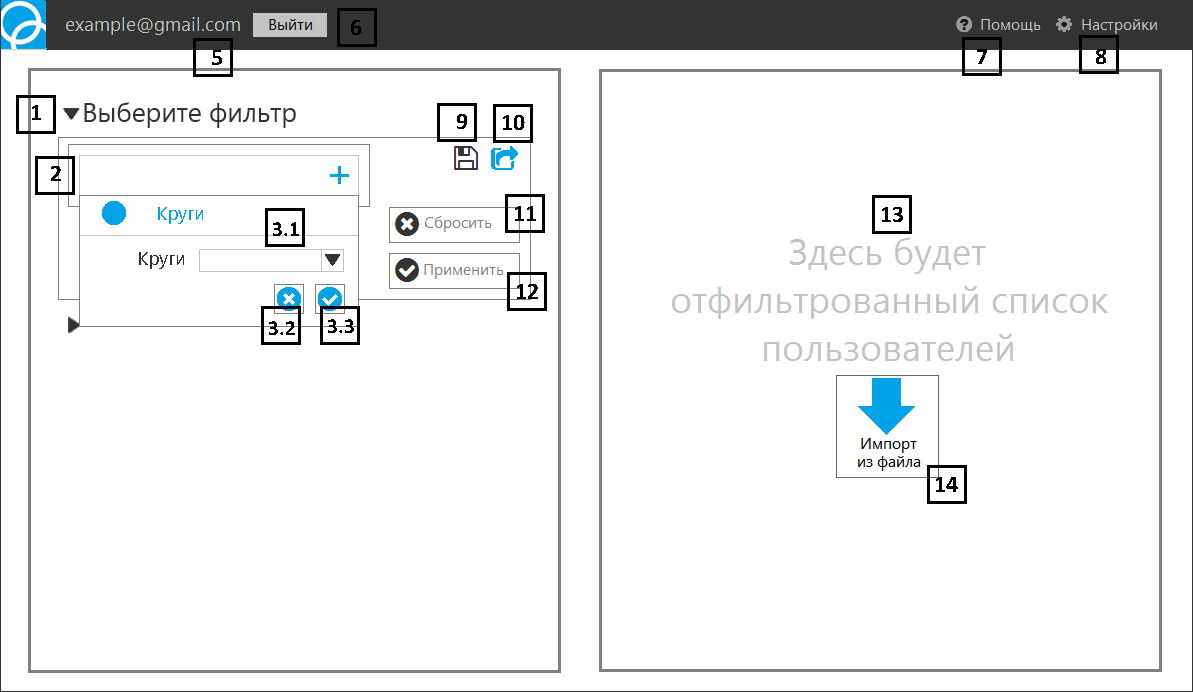 example@gmail.com Выйти 6 Помощь Настройки
5 7 8
1 Выберите фильтр 9 10
2
Круги 3.1 11 Сбросить
Круги
Применить 12
3.2 3.3
13
Здесь будет
отфильтрованный список
пользователей
Импорт
из файла
14